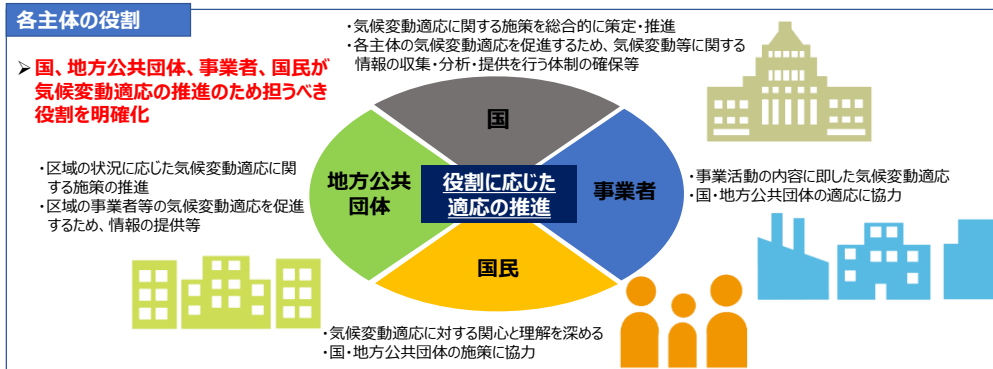 各主体の役割
➢国、地方公共団体、事業者、国民が
気候変動適応の推進のため担うべき
役割を明確化
・気候変動適応に関する施策を総合的に策定・推進
・各主体の気候変動適応を促進するため、気候変動等に関する
情報の収集・分析・提供を行う体制の確保等
国
・区域の状況に応じた気候変動適応に関
する施策の推進
・区域の事業者等の気候変動適応を促進
するため、情報の提供等
地方公共
団体
役割に応じた
適応の推進
事業者
・事業活動の内容に即した気候変動適応
・国・地方公共団体の適応に協力
国民
・気候変動適応に対する関心と理解を深める
・国・地方公共団体の施策に協力